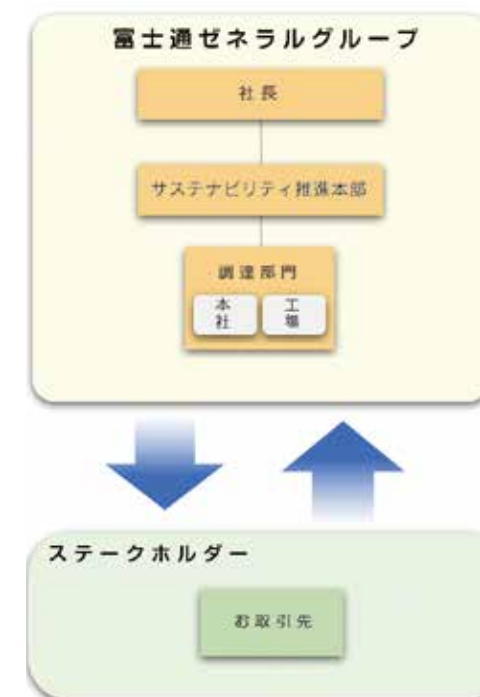 富士通ゼネラルグループ
社長
サステナビリティ推進本部
調達部門
本社
工場
ステークホルダー
お取引先